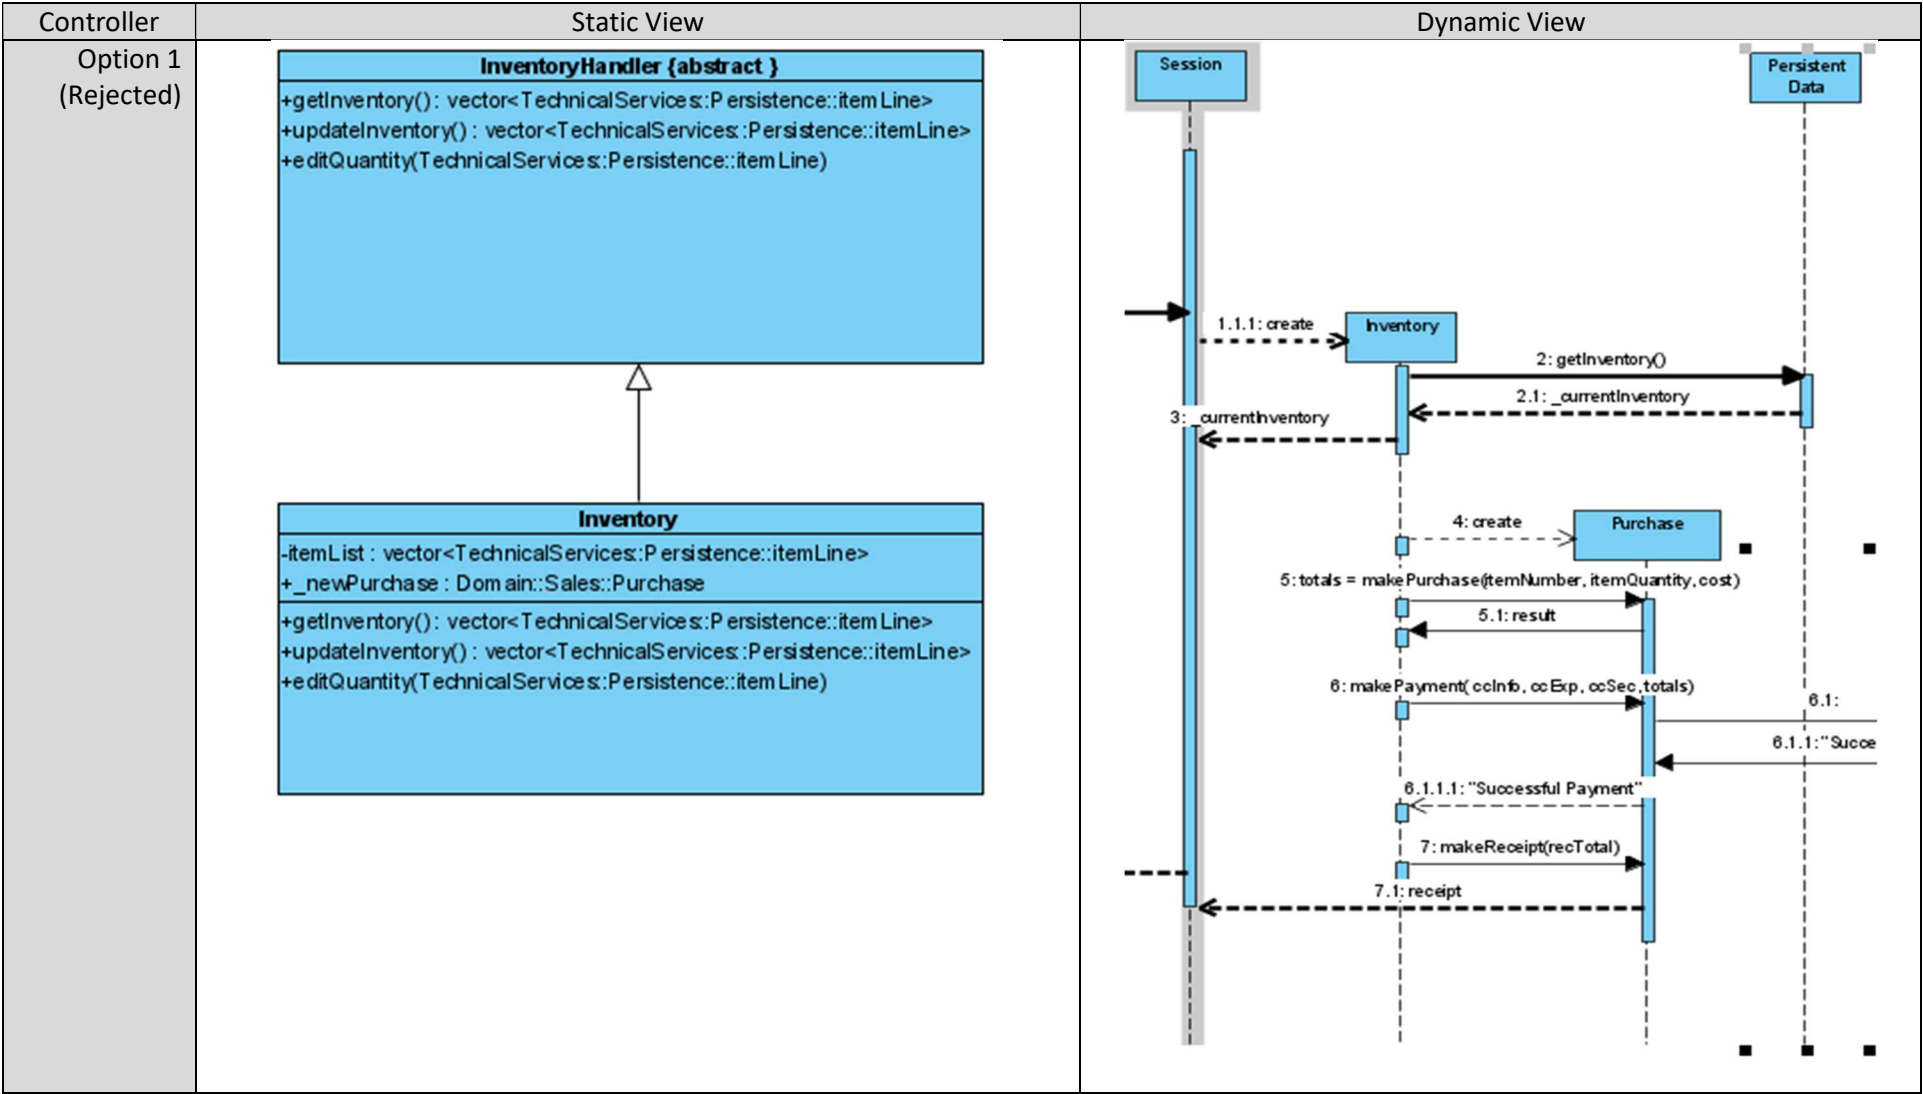 Controller
Static View
Dynamic View
Option 1
(Rejected)
InventoryHandler {abstract }
+getInventory() : vector<TechnicalServices::Persistence::itemLine>
+updateInventory() : vector<TechnicalServices::Persistence::itemLine>
+editQuantity(TechnicalServices::Persistence::itemLine)
Inventory
-itemList : vector<TechnicalServices::Persistence::itemLine>
+_newPurchase : Domain::Sales::Purchase
+getInventory() : vector<TechnicalServices::Persistence::itemLine>
+updateInventory() : vector<TechnicalServices::Persistence::itemLine>
+editQuantity(TechnicalServices::Persistence::itemLine)
Session
Persistent
Data
1.1.1: create
Inventory
2: getInventory()
2.1: _currentInventory
3: _currentInventory
4: create
Purchase
5: totals = makePurchase(itemNumber, itemQuantity,cost)
5.1: result
6: makePayment( ccInfo, ccExp, ccSec,totals)
6.1:
6.1.1: "Succe
6.1.1.1: "Successful Payment"
7: makeReceipt(recTotal)
7.1: receipt